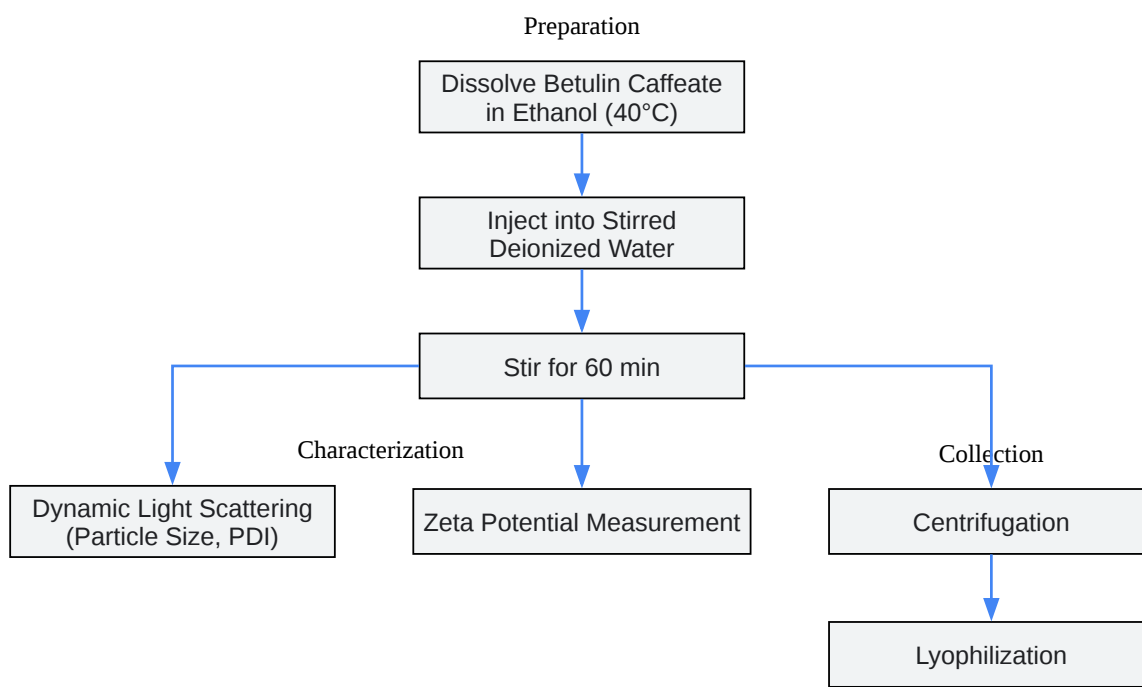 Preparation
Dissolve Betulin Caffeate
in Ethanol (40°C)
Inject into Stirred
Deionized Water
Stir for 60 min
Characterization
Collection
Dynamic Light Scattering
(Particle Size, PDI)
Zeta Potential Measurement
Centrifugation
Lyophilization